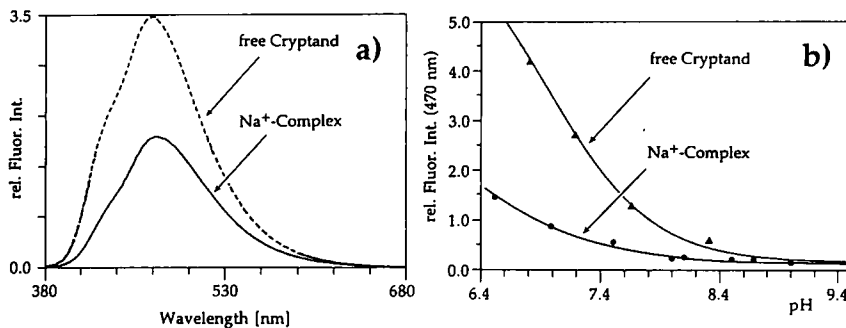 3.5
a)
free Cryptand
Na+-Complex
rel. Fluor. Int.
0.0
380
530
680
Wavelength [nm]
5.0
b)
free Cryptand
4.0
3.0
Na+-Complex
2.0
1.0
0.0
rel. Fluor. Int. (470 nm)
6.4
7.4
8.4
9.4
pH